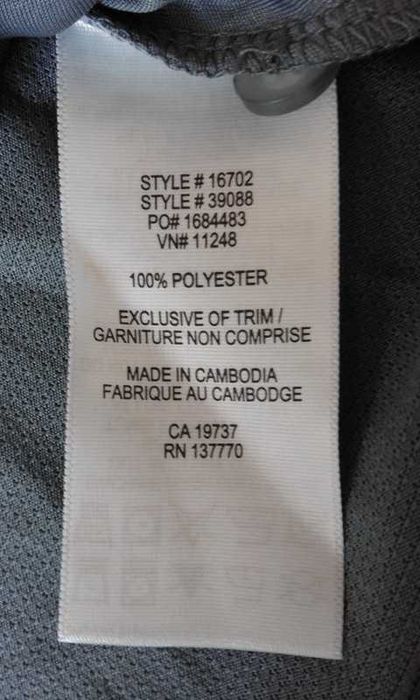 STYLE # 16702
STYLE # 39088
PO# 1684483
VN# 11248
100% POLYESTER
EXCLUSIVE OF TRIM /
GARNITURE NON COMPRISE
MADE IN CAMBODIA
FABRIQUE AU CAMBODGE
CA 19737
RN 137770